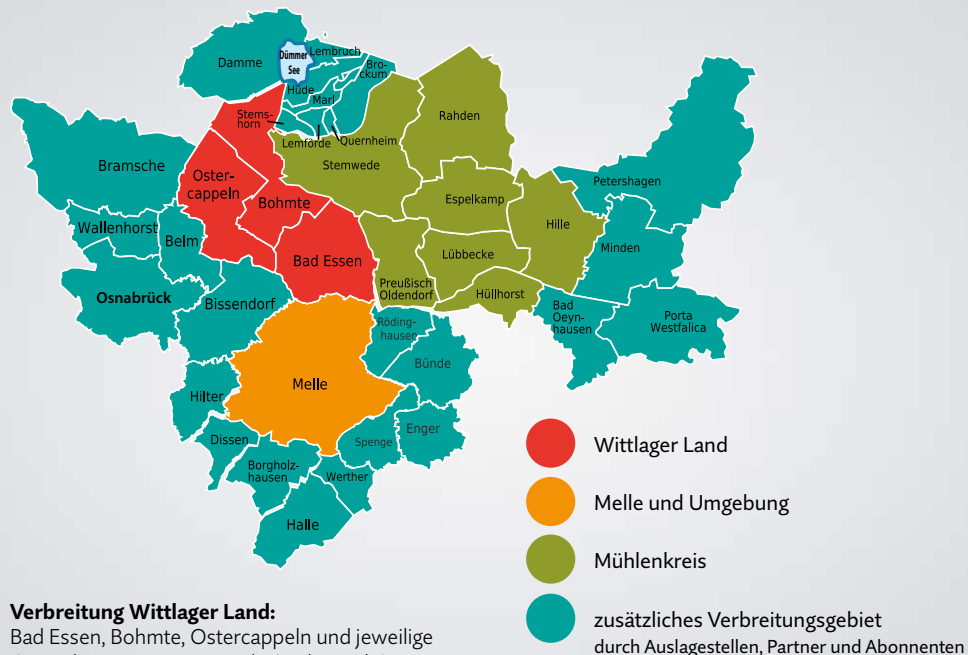 Damme
Dümmer
See
Lembruch
Bro-
ckum
Hüde
Marl
Stems-
horn
Lemförde
Quernheim
Stemwede
Rahden
Bramsche
Oster-
cappeln
Bohmte
Espelkamp
Petershagen
Wallenhorst
Belm
Hille
Minden
Bad Essen
Lübbecke
Osnabrück
Bissendorf
Preußisch
Oldendorf
Hüllhorst
Bad
Oeyn-
hausen
Porta
Westfalica
Röding-
hausen
Bünde
Melle
Hilter
Dissen
Spenge
Enger
Borgholz-
hausen
Werther
Halle
Wittlager Land
Melle und Umgebung
Mühlenkreis
zusätzliches Verbreitungsgebiet
durch Auslagestellen, Partner und Abonnenten
Verbreitung Wittlager Land:
Bad Essen, Bohmte, Ostercappeln und jeweilige